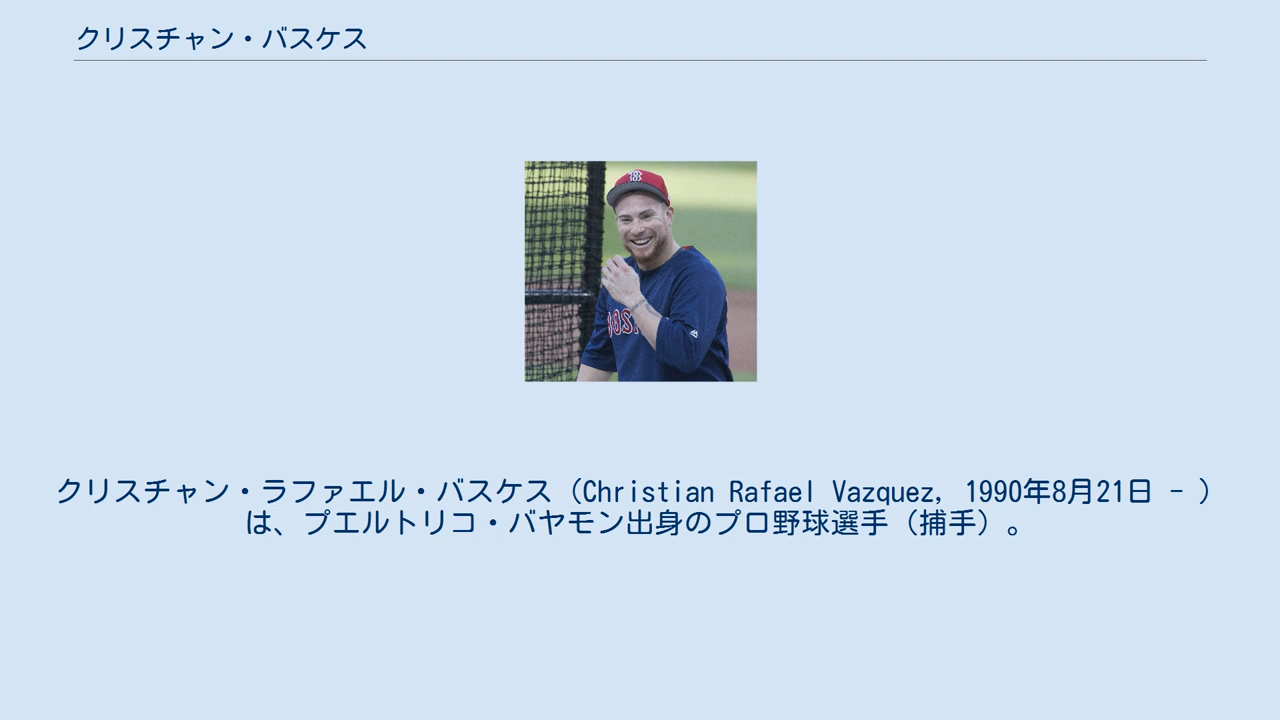 クリスチャン・バスケス
B
BOS
クリスチャン・ラファエル・バスケス（Christian Rafael Vazquez, 1990年8月21日 - ）
は、プエルトリコ・バヤモン出身のプロ野球選手（捕手）。